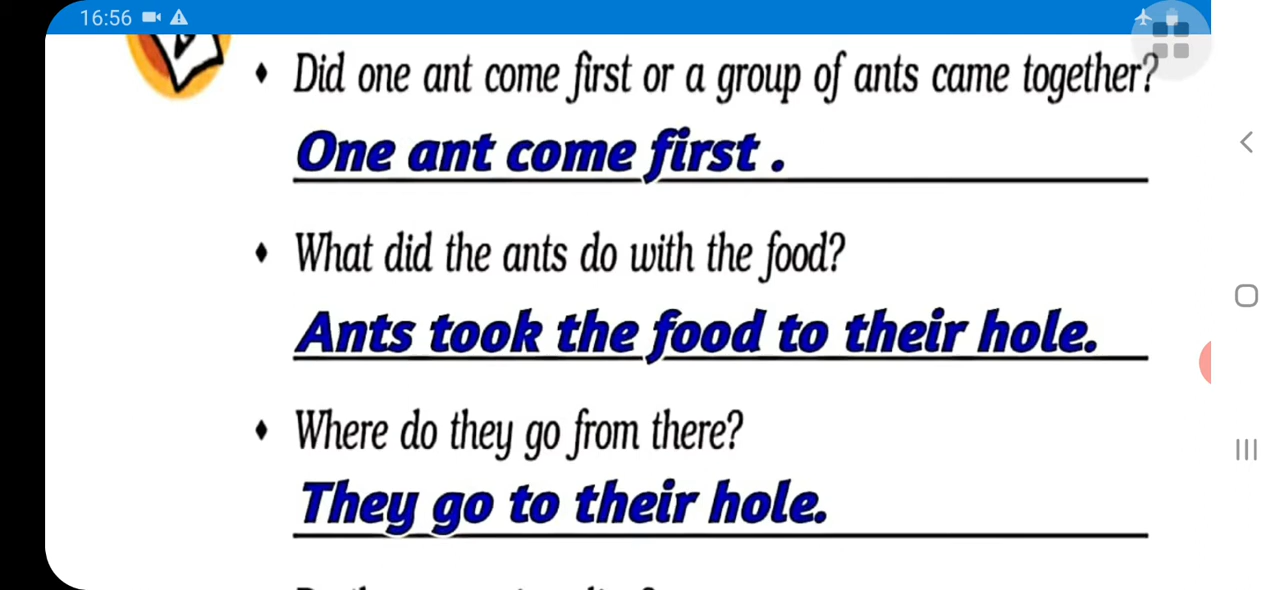 16:56
Did one ant come first or a group of ants came together?
One ant come first .
What did the ants do with the food?
Ants took the food to their hole.
Where do they go from there?
They go to their hole.